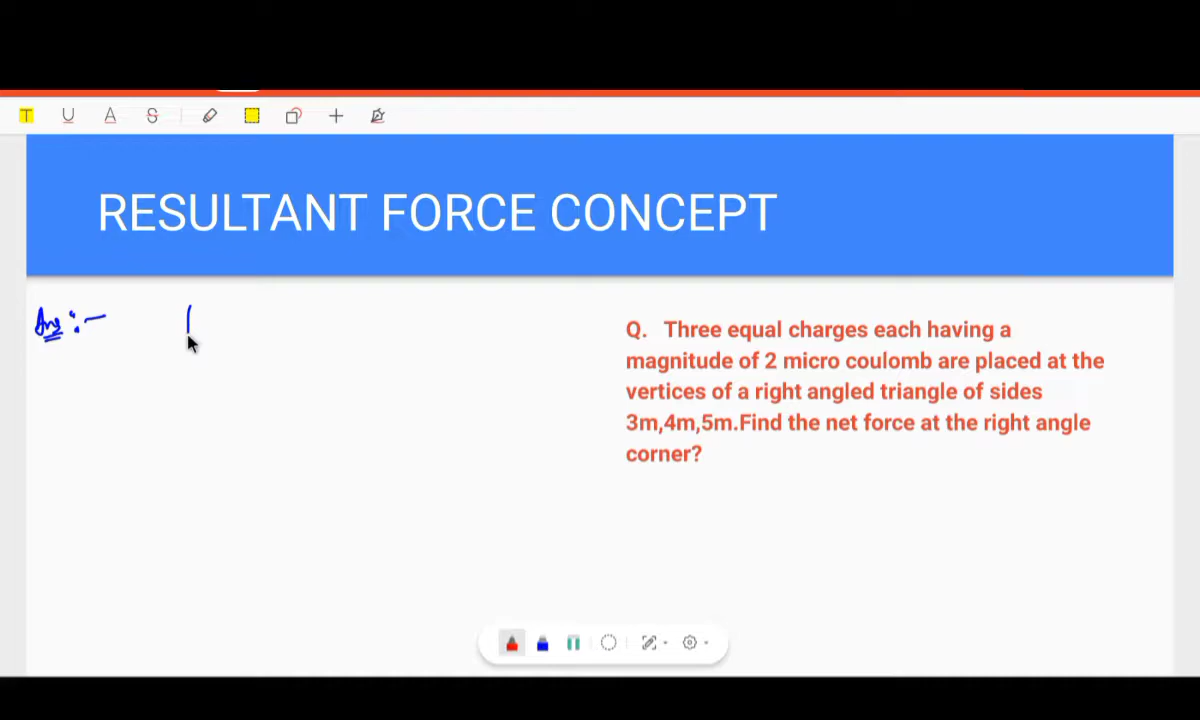 RESULTANT FORCE CONCEPT
Ans :-
Q. Three equal charges each having a
magnitude of 2 micro coulomb are placed at the
vertices of a right angled triangle of sides
3m,4m,5m.Find the net force at the right angle
corner?